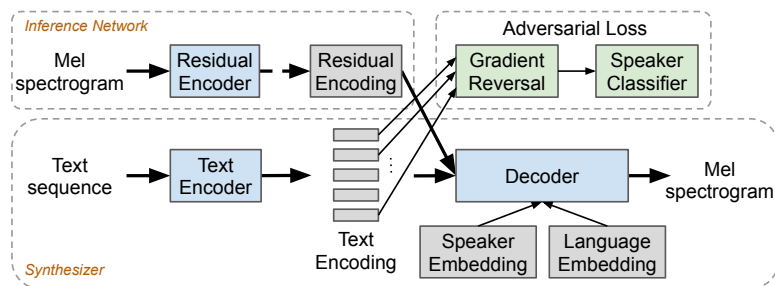 Inference Network
Adversarial Loss
Mel
spectrogram
Residual
Encoder
Residual
Encoding
Gradient
Reversal
Speaker
Classifier
Text
sequence
Text
Encoder
Text
Encoding
Decoder
Mel
spectrogram
Speaker
Embedding
Language
Embedding
Synthesizer